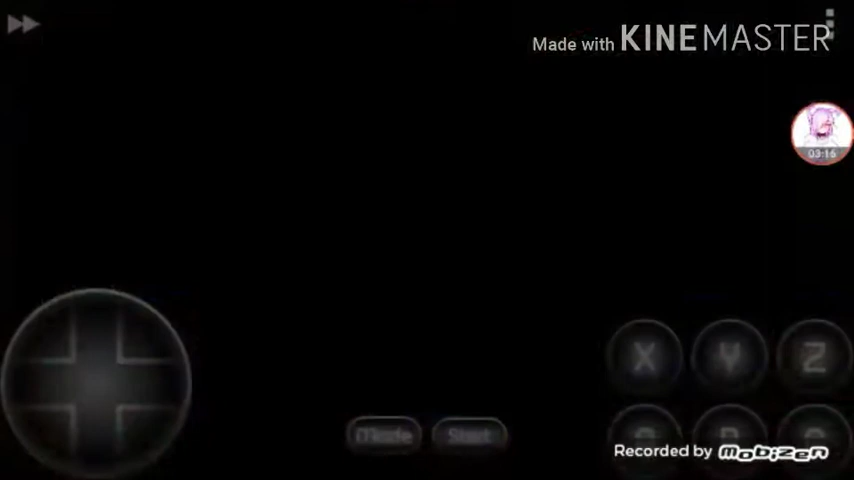 Made with KINEMASTER
03:16
X Y Z
Mode Start
Recorded by mobizen